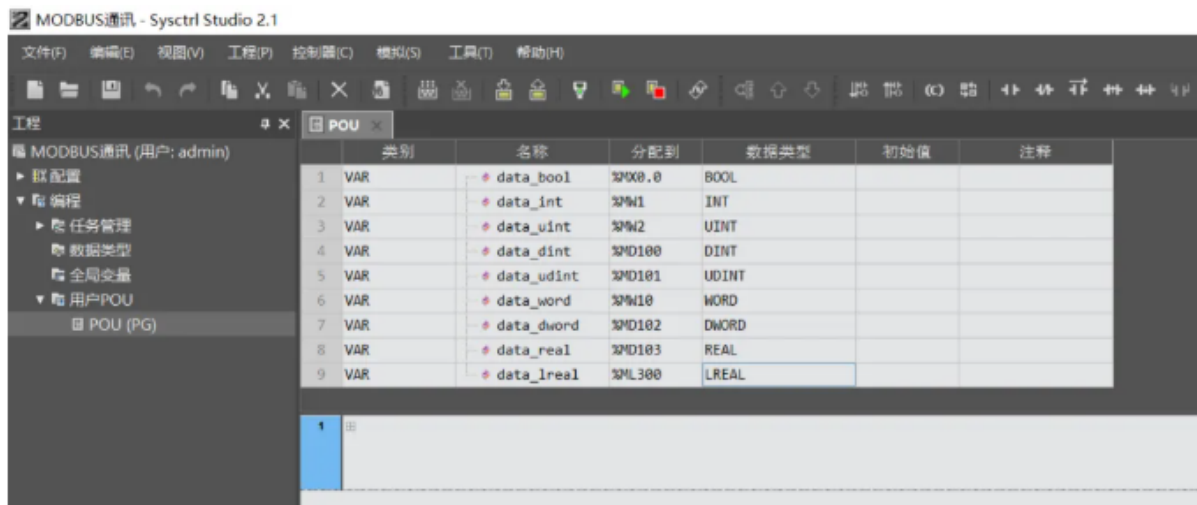 MODBUS通讯 - Sysctrl Studio 2.1
文件(F) 编辑(E) 视图(V) 工程(P) 控制器(C) 模拟(S) 工具(T) 帮助(H)
工程
POU
MODBUS通讯 (用户: admin)
配置
编程
任务管理
数据类型
全局变量
用户POU
POU (PG)
类别 名称 分配到 数据类型 初始值 注释
1 VAR data_bool %MX0.0 BOOL
2 VAR data_int %MW1 INT
3 VAR data_uint %MW2 UINT
4 VAR data_dint %MD100 DINT
5 VAR data_udint %MD101 UDINT
6 VAR data_word %MW10 WORD
7 VAR data_dword %MD102 DWORD
8 VAR data_real %MD103 REAL
9 VAR data_lreal %ML300 LREAL
1